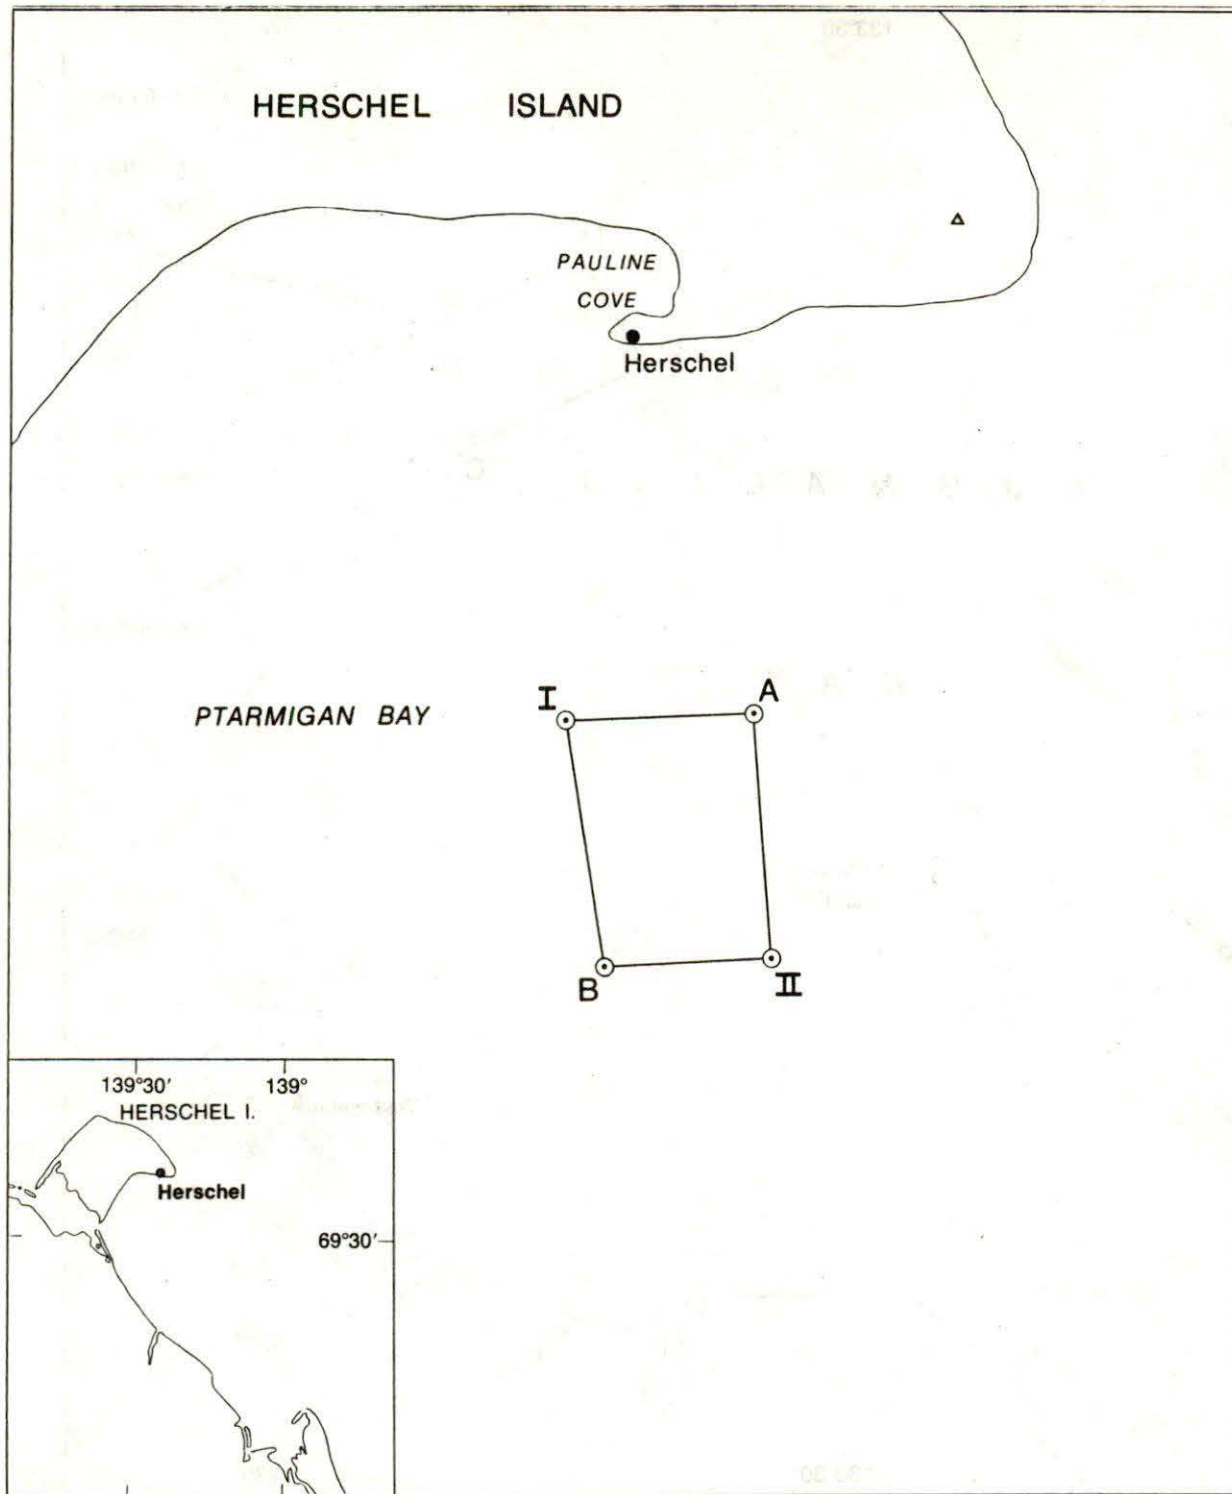 HERSCHEL ISLAND
PAULINE
COVE
Herschel
PTARMIGAN BAY
I
A
B
II
139°30′
139°
HERSCHEL I.
Herschel
69°30′